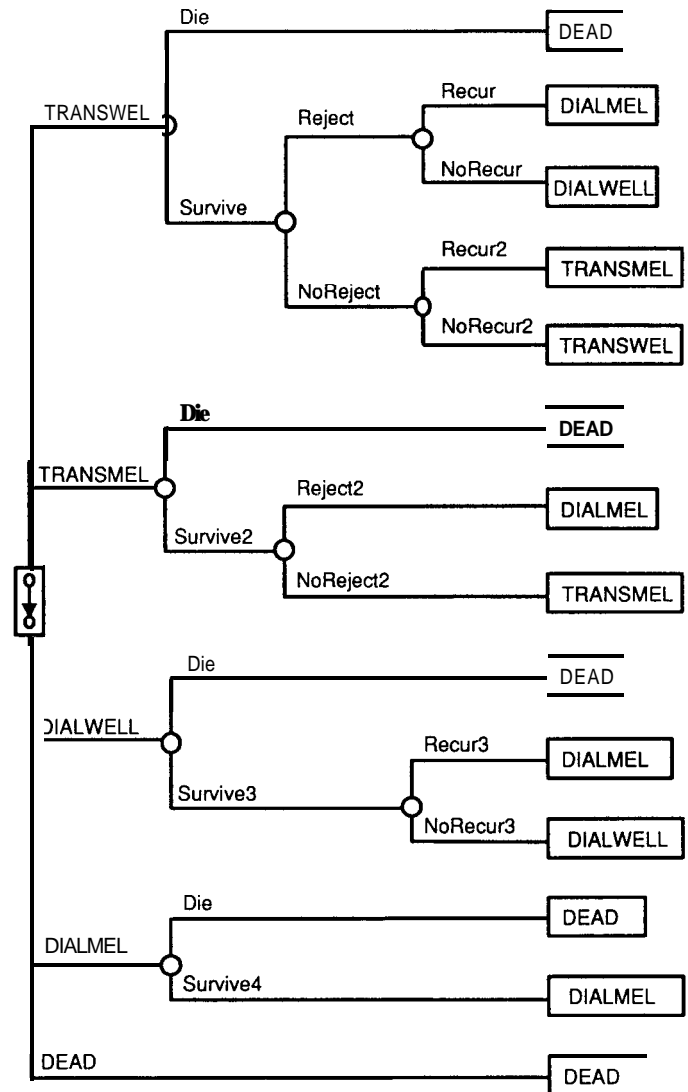 Die
DEAD
TRANSWEL
Reject
Recur
DIALMEL
NoRecur
DIALWELL
Survive
NoReject
Recur2
TRANSMEL
NoRecur2
TRANSWEL
Die
DEAD
TRANSMEL
Reject2
DIALMEL
Survive2
NoReject2
TRANSMEL
Die
DEAD
DIALWELL
Recur3
DIALMEL
Survive3
NoRecur3
DIALWELL
Die
DEAD
DIALMEL
Survive4
DIALMEL
DEAD
DEAD